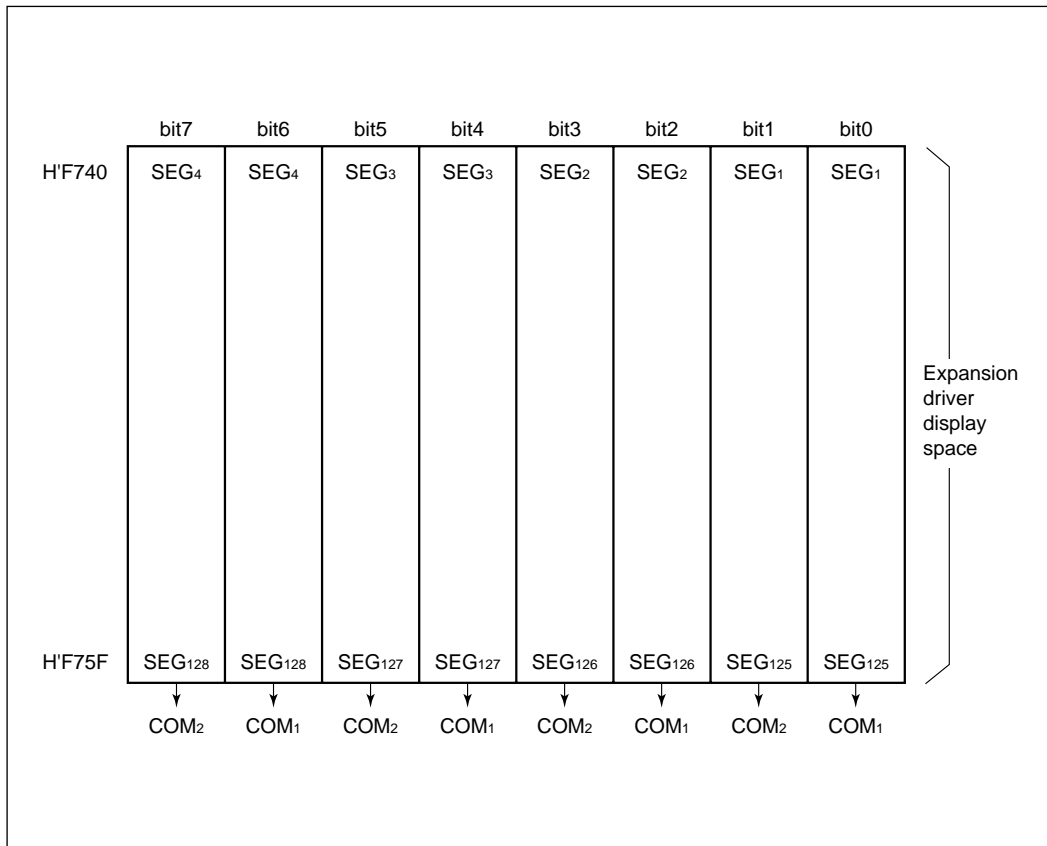 bit7 bit6 bit5 bit4 bit3 bit2 bit1 bit0
H'F740 SEG4 SEG4 SEG3 SEG3 SEG2 SEG2 SEG1 SEG1
Expansion
driver
display
space
H'F75F SEG128 SEG128 SEG127 SEG127 SEG126 SEG126 SEG125 SEG125
COM2 COM1 COM2 COM1 COM2 COM1 COM2 COM1